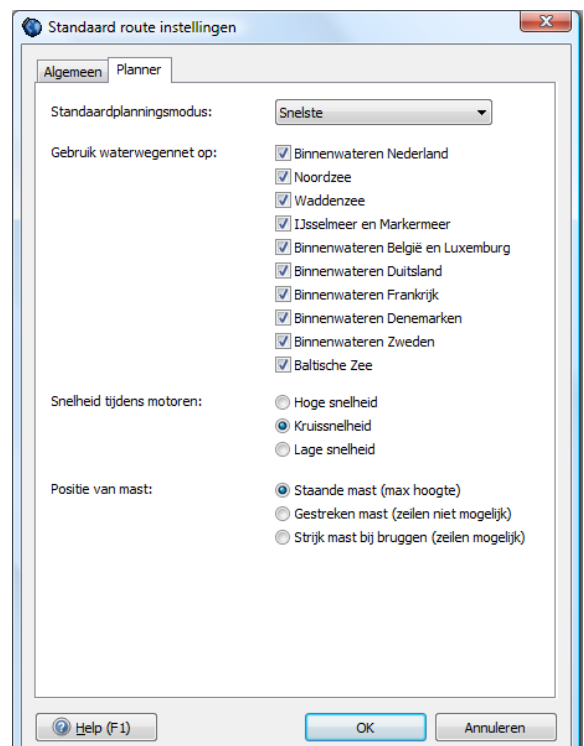 Standaard route instellingen
Algemeen Planner
Standaardplanningsmodus: Snelste
Gebruik waterwegennet op: Binnenwateren Nederland
Noordzee
Waddenzee
IJsselmeer en Markermeer
Binnenwateren België en Luxemburg
Binnenwateren Duitsland
Binnenwateren Frankrijk
Binnenwateren Denemarken
Binnenwateren Zweden
Baltische Zee
Snelheid tijdens motoren: Hoge snelheid
Kruissnelheid
Lage snelheid
Positie van mast: Staande mast (max hoogte)
Gestreken mast (zeilen niet mogelijk)
Strijk mast bij bruggen (zeilen mogelijk)
Help (F1) OK Annuleren